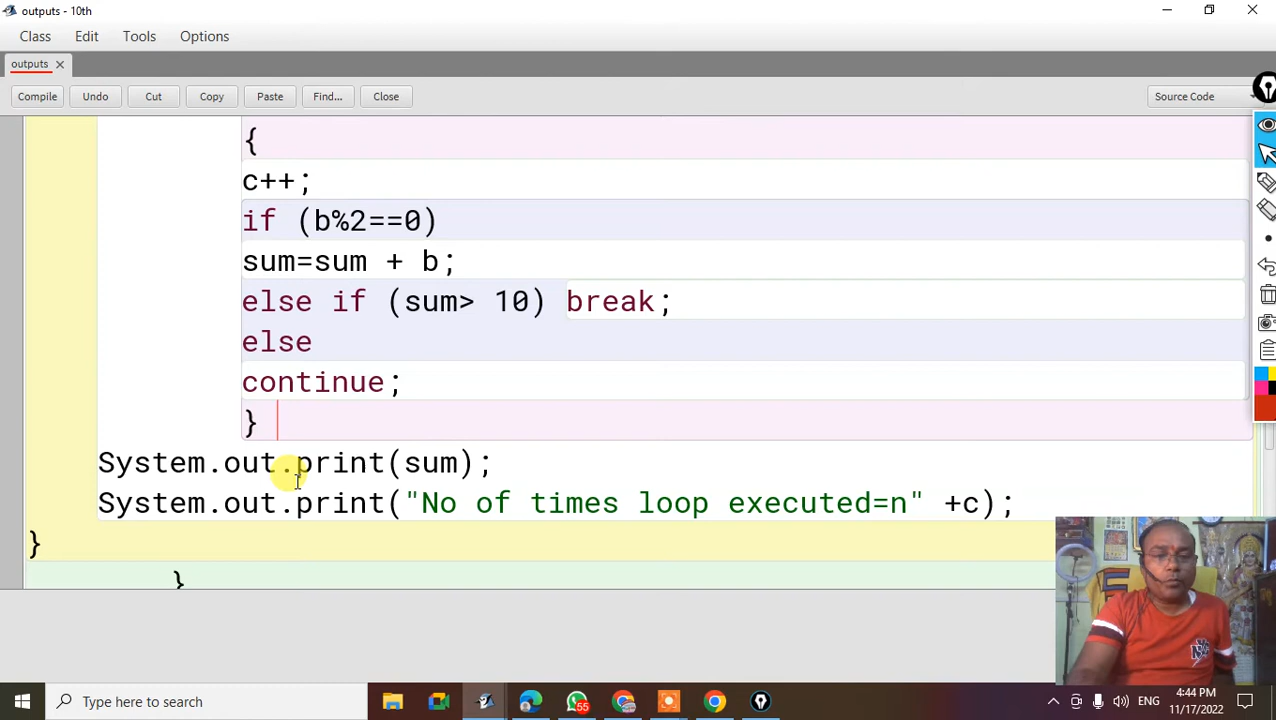 outputs - 10th
Class Edit Tools Options
outputs
Compile Undo Cut Copy Paste Find... Close Source Code
{
c++;
if (b%2==0)
sum=sum + b;
else if (sum> 10) break;
else
continue;
}
System.out.print(sum);
System.out.print("No of times loop executed=n" +c);
}
}
Type here to search
55
ENG
4:44 PM
11/17/2022